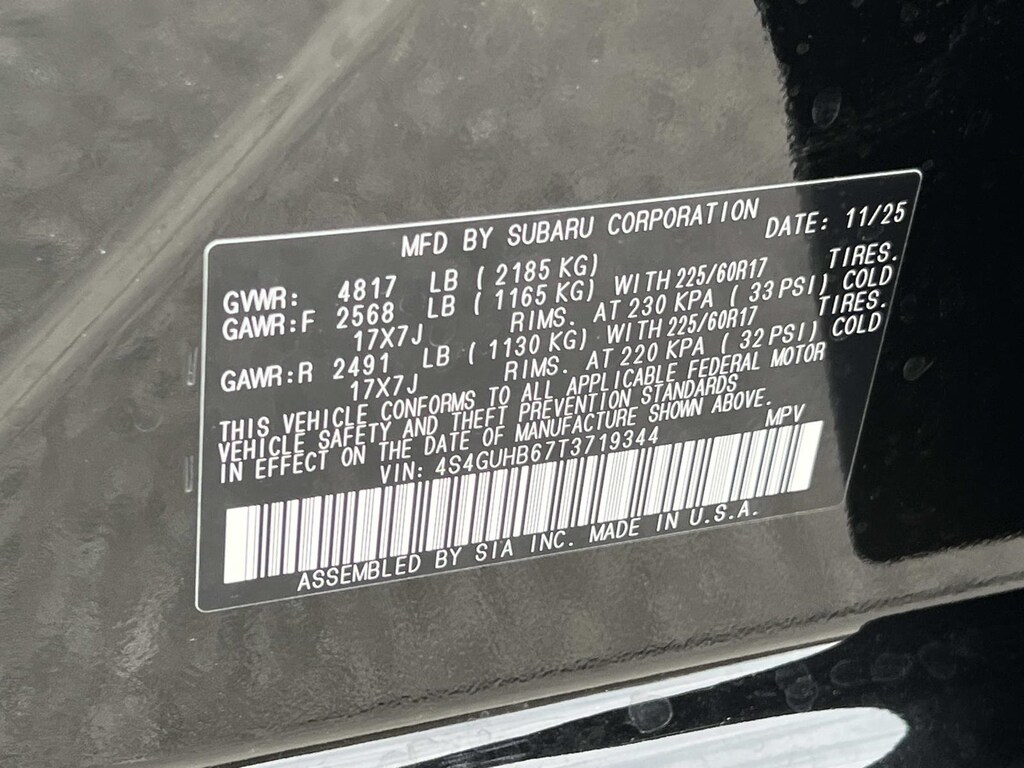 MFD BY SUBARU CORPORATION DATE: 11/25
GVWR: 4817 LB ( 2185 KG)
GAWR:F 2568 LB ( 1165 KG) WITH 225/60R17 TIRES.
17X7J RIMS. AT 230 KPA ( 33 PSI) COLD
GAWR:R 2491 LB ( 1130 KG) WITH 225/60R17 TIRES.
17X7J RIMS. AT 220 KPA ( 32 PSI) COLD
THIS VEHICLE CONFORMS TO ALL APPLICABLE FEDERAL MOTOR
VEHICLE SAFETY AND THEFT PREVENTION STANDARDS
IN EFFECT ON THE DATE OF MANUFACTURE SHOWN ABOVE.
VIN: 4S4GUHB67T3719344 MPV
ASSEMBLED BY SIA INC. MADE IN U.S.A.